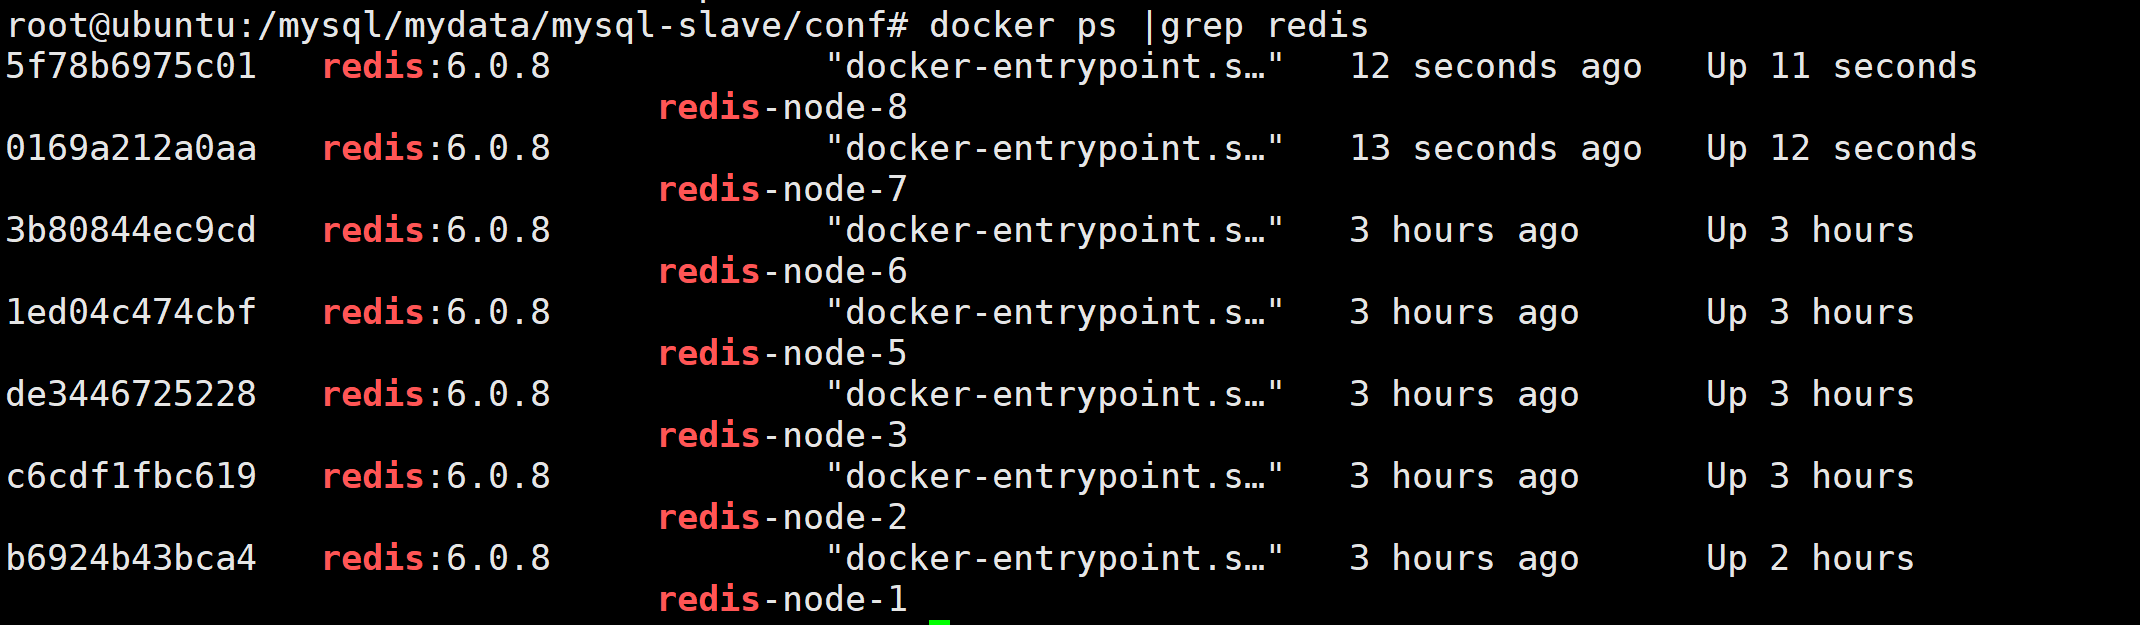 root@ubuntu:/mysql/mydata/mysql-slave/conf# docker ps |grep redis
5f78b6975c01   redis:6.0.8             "docker-entrypoint.s…"   12 seconds ago   Up 11 seconds
                               redis-node-8
0169a212a0aa   redis:6.0.8             "docker-entrypoint.s…"   13 seconds ago   Up 12 seconds
                               redis-node-7
3b80844ec9cd   redis:6.0.8             "docker-entrypoint.s…"   3 hours ago      Up 3 hours
                               redis-node-6
1ed04c474cbf   redis:6.0.8             "docker-entrypoint.s…"   3 hours ago      Up 3 hours
                               redis-node-5
de3446725228   redis:6.0.8             "docker-entrypoint.s…"   3 hours ago      Up 3 hours
                               redis-node-3
c6cdf1fbc619   redis:6.0.8             "docker-entrypoint.s…"   3 hours ago      Up 3 hours
                               redis-node-2
b6924b43bca4   redis:6.0.8             "docker-entrypoint.s…"   3 hours ago      Up 2 hours
                               redis-node-1